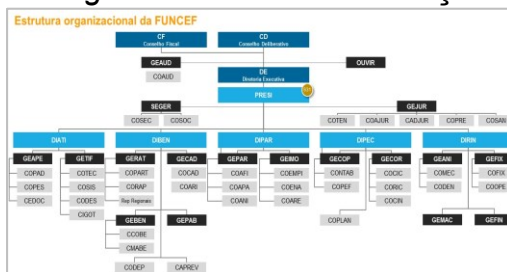 Estrutura organizacional da FUNCEF
CF
Conselho Fiscal
CD
Conselho Deliberativo
GEAUD
OUVIR
COAUD
DE
Diretoria Executiva
PRESI
SEGER
GEJUR
COSEC COSOC
COTEN COAJUR CADJUR COPRE COSAN
DIATI DIBEN DIPAR DIPEC DIRIN
GEAPE GETIF GERAT GECAD GEPAR GEIMO GECOP GECOR GEANI GEFIX
COPAD COTEC COPART COCAD COAFI COEMPI CONTAB COCIC COMEC COFIX
COPES COSIS CORAP COARI COAPA COENA COPEF CORIC CODEN COOPE
CEDOC CODES Rep Regionais COANI COARE COCIN
CIGOT GEBEN GEPAB COPLAN GEMAC GEFIN
CCOBE
CMABE
CODEP CAPREV